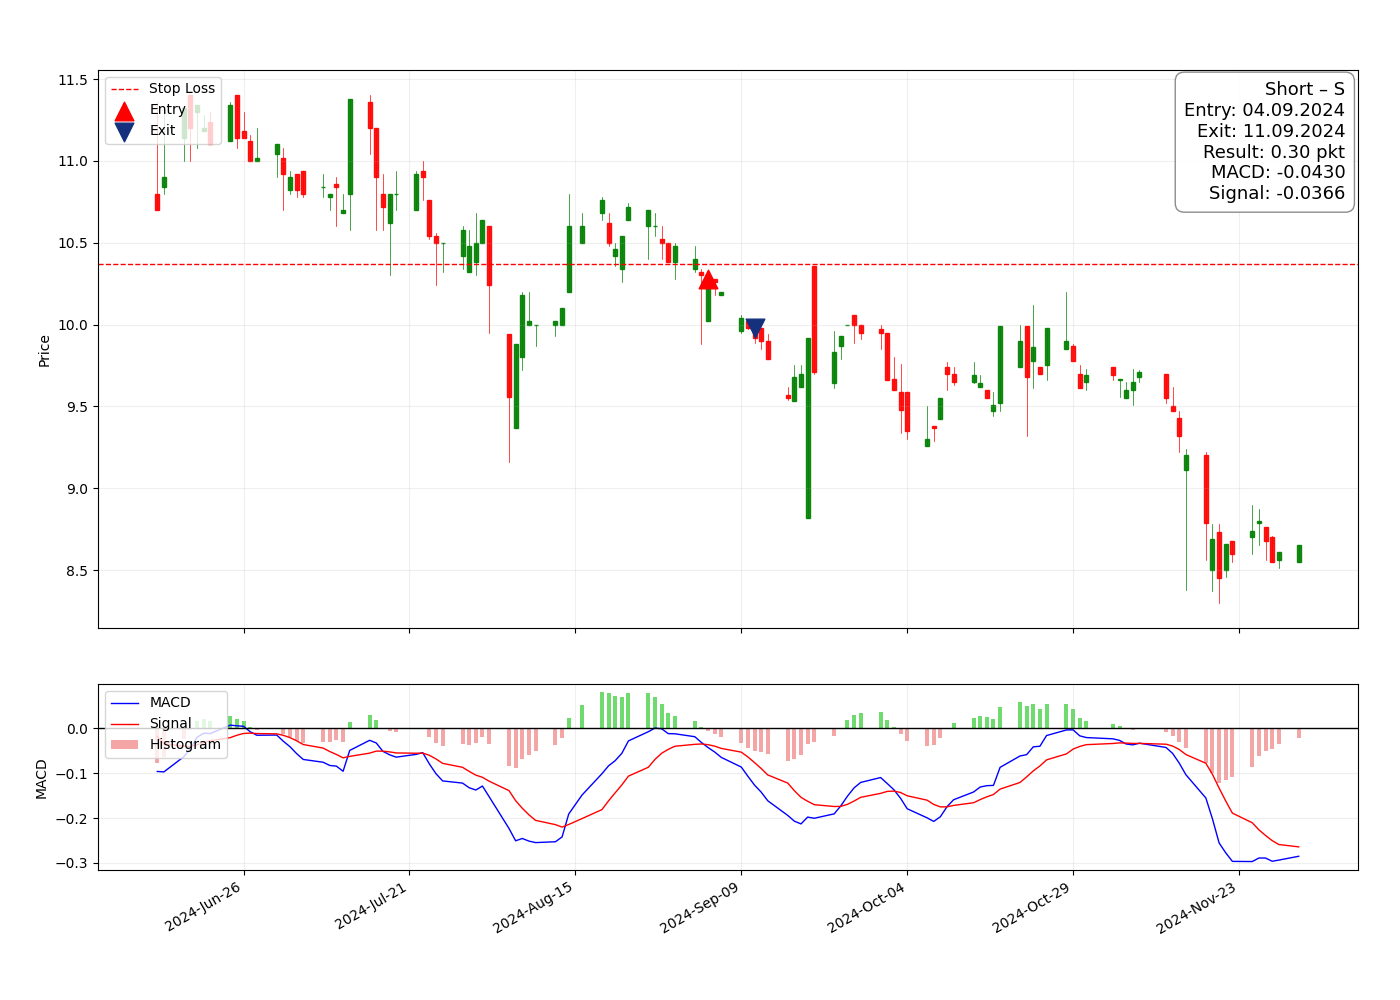 11.5
11.0
10.5
10.0
9.5
9.0
8.5
Price
Stop Loss
Entry
Exit
Short – S
Entry: 04.09.2024
Exit: 11.09.2024
Result: 0.30 pkt
MACD: -0.0430
Signal: -0.0366
0.0
−0.1
−0.2
−0.3
MACD
MACD
Signal
Histogram
2024-Jun-26
2024-Jul-21
2024-Aug-15
2024-Sep-09
2024-Oct-04
2024-Oct-29
2024-Nov-23